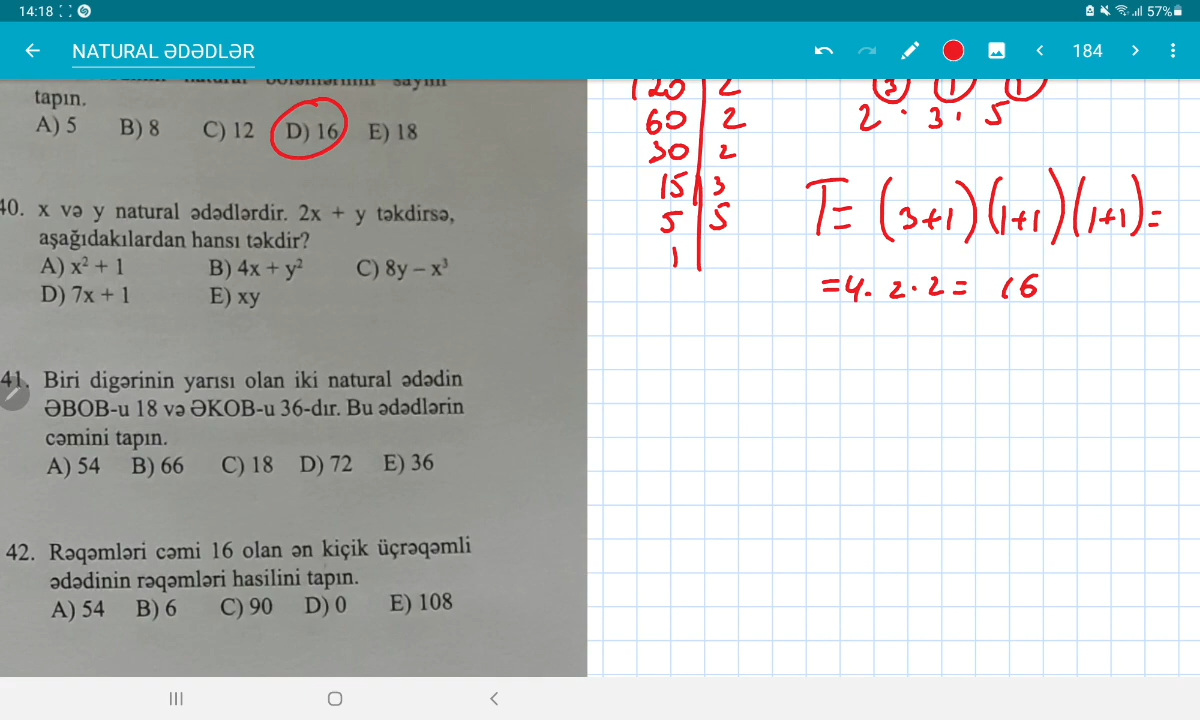 14:18
57%
NATURAL ƏDƏDLƏR
184
tapın.
A) 5 B) 8 C) 12 D) 16 E) 18
40. x və y natural ədədlərdir. 2x + y təkdirsə,
aşağıdakılardan hansı təkdir?
A) x² + 1 B) 4x + y² C) 8y – x³
D) 7x + 1 E) xy
41. Biri digərinin yarısı olan iki natural ədədin
ƏBOB-u 18 və ƏKOB-u 36-dır. Bu ədədlərin
cəmini tapın.
A) 54 B) 66 C) 18 D) 72 E) 36
42. Rəqəmləri cəmi 16 olan ən kiçik üçrəqəmli
ədədinin rəqəmləri hasilini tapın.
A) 54 B) 6 C) 90 D) 0 E) 108
120 2
60 2
30 2
15 3
5 5
1
3 1 1
2 · 3 · 5
T= (3+1)(1+1)(1+1)=
=4. 2·2= 16